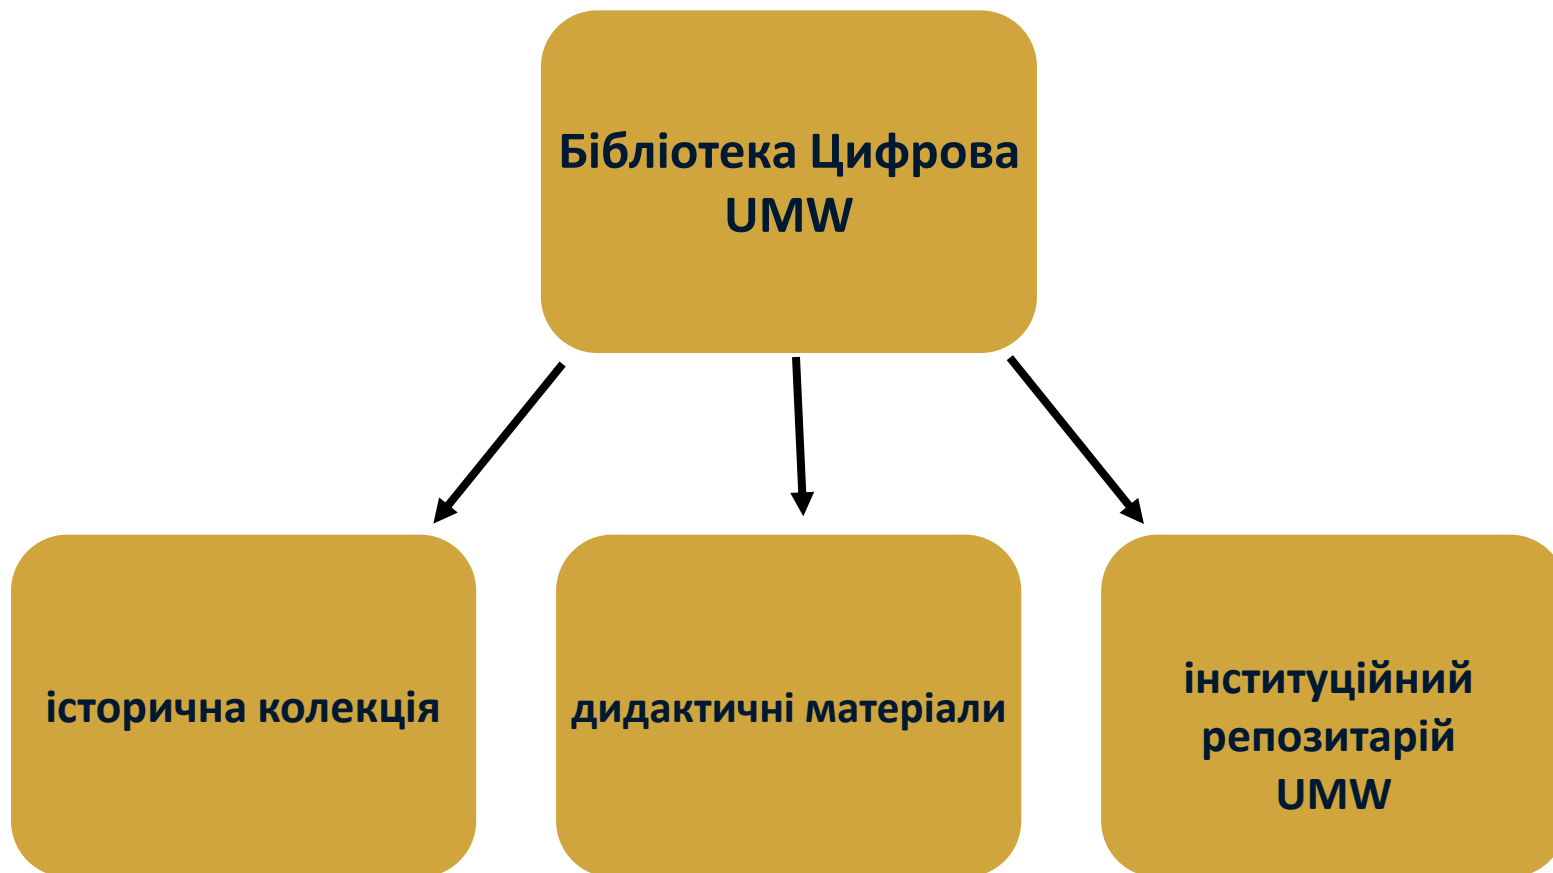 Бібліотека Цифрова
UMW
історична колекція
дидактичні матеріали
інституційний
репозитарій
UMW